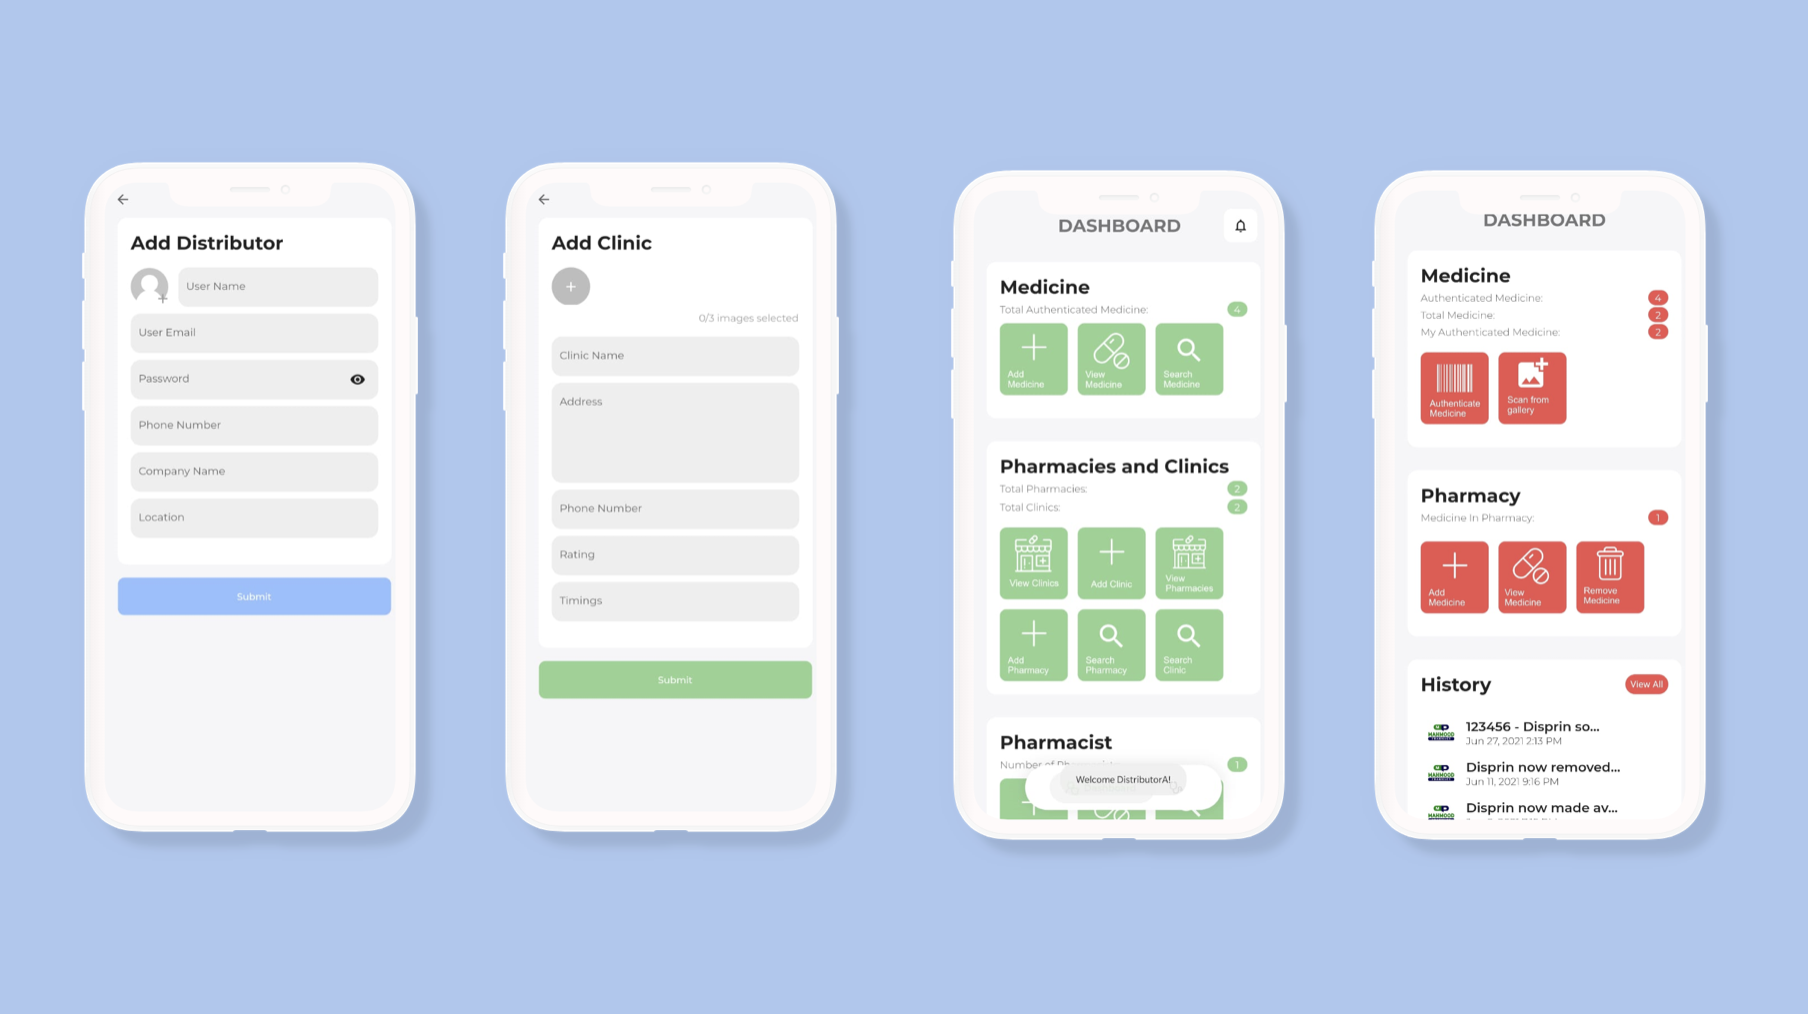 Add Distributor
User Name
User Email
Password
Phone Number
Company Name
Location
Submit
Add Clinic
+
0/3 images selected
Clinic Name
Address
Phone Number
Rating
Timings
Submit
DASHBOARD
Medicine
Total Authenticated Medicine:
4
Add
Medicine
View
Medicine
Search
Medicine
Pharmacies and Clinics
Total Pharmacies:
2
Total Clinics:
2
View Clinics
Add Clinic
View
Pharmacies
Add
Pharmacy
Search
Pharmacy
Search
Clinic
Pharmacist
Number of
1
Welcome DistributorA!
DASHBOARD
Medicine
Authenticated Medicine:
4
Total Medicine:
2
My Authenticated Medicine:
2
Authenticate
Medicine
Scan from
gallery
Pharmacy
Medicine In Pharmacy:
1
Add
Medicine
View
Medicine
Remove
Medicine
History
View All
MAHMOOD
123456 - Disprin so...
Jun 27, 2021 2:13 PM
MAHMOOD
Disprin now removed...
Jun 11, 2021 9:16 PM
MAHMOOD
Disprin now made av...